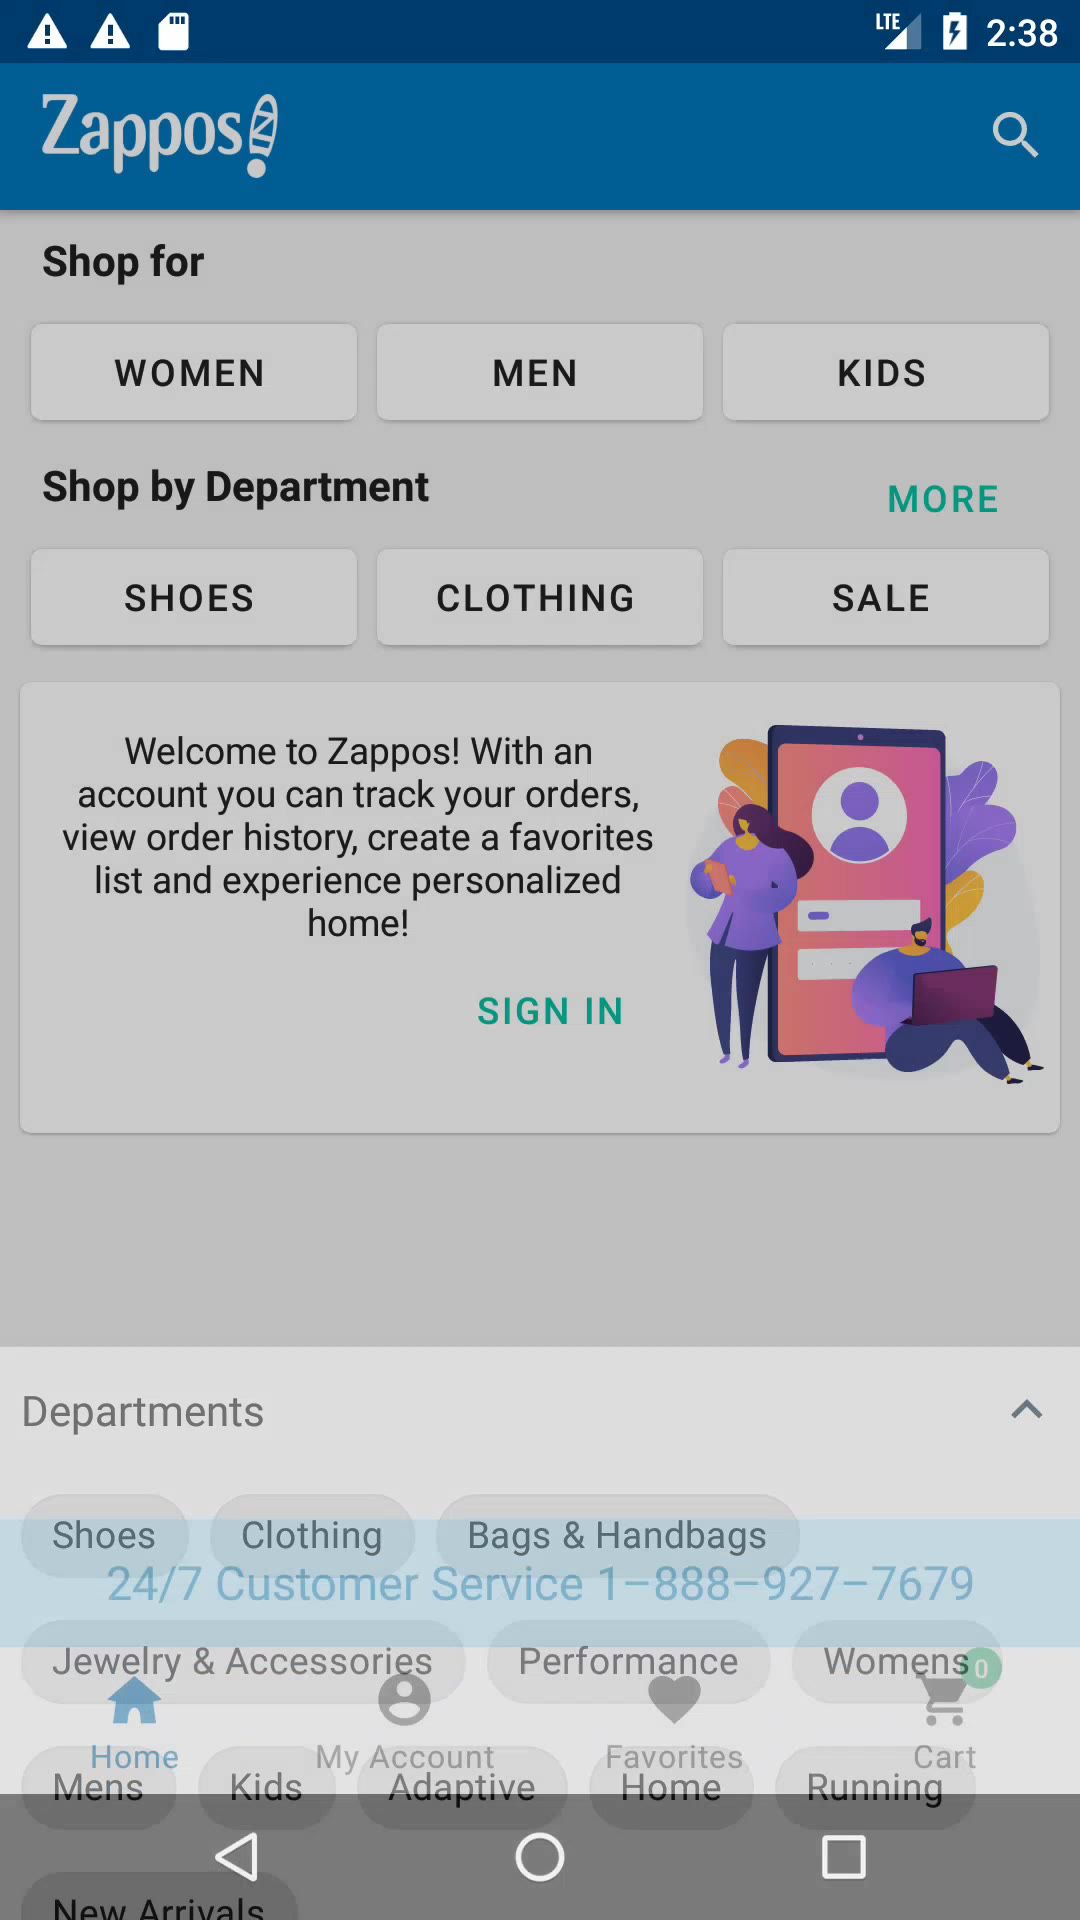 LTE 2:38
Zappos
Shop for
WOMEN MEN KIDS
Shop by Department
MORE
SHOES CLOTHING SALE
Welcome to Zappos! With an
account you can track your orders,
view order history, create a favorites
list and experience personalized
home!
SIGN IN
Departments
Shoes Clothing Bags & Handbags
24/7 Customer Service 1-888-927-7679
Jewelry & Accessories Performance Womens
0
Home My Account Favorites Cart
Mens Kids Adaptive Home Running
New Arrivals